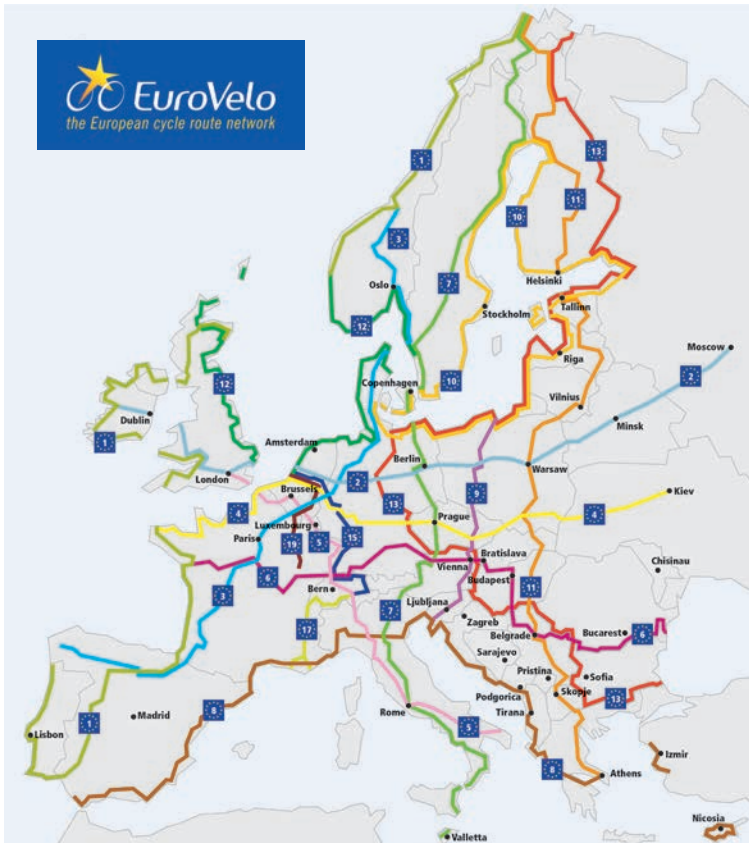 EuroVelo
the European cycle route network
1
13
11
10
3
7
Oslo
Helsinki
Tallinn
Stockholm
12
Moscow
Riga
2
10
Copenhagen
12
Vilnius
Dublin
Minsk
1
Amsterdam
Berlin
London
2
Warsaw
Brussels
13
9
Kiev
4
4
Prague
Luxembourg
Paris
19
5
15
Chisinau
Bratislava
Vienna
6
Budapest
Bern
11
3
7
Ljubljana
17
Zagreb
Belgrade
Bucarest
6
Sarajevo
Pristina
Sofia
Podgorica
Skopje
13
8
Madrid
Rome
Tirana
1
5
Lisbon
Izmir
8
Athens
Nicosia
Valletta